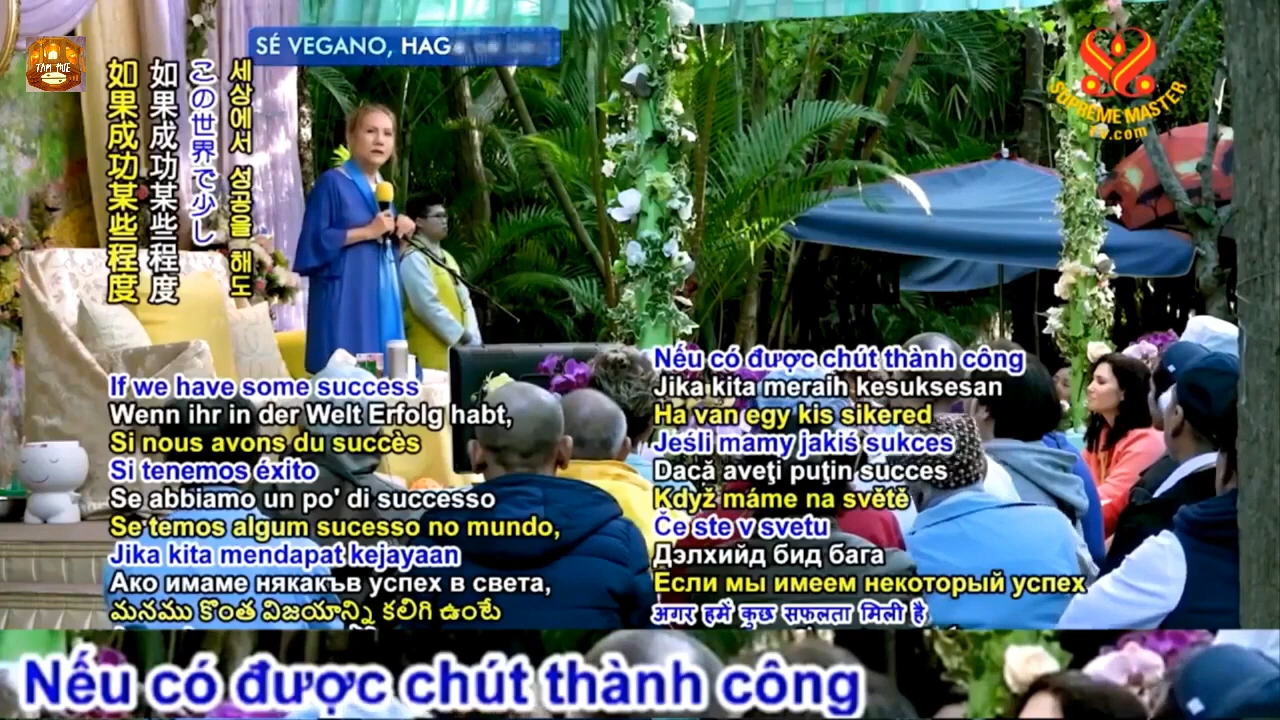 TAM TUE
SÉ VEGANO, HAG
SUPREME MASTER
TV.com
세상에서 성공을 해도
この世界で少し
如果成功某些程度
如果成功某些程度
If we have some success
Wenn ihr in der Welt Erfolg habt,
Si nous avons du succès
Si tenemos éxito
Se abbiamo un po' di successo
Se temos algum sucesso no mundo,
Jika kita mendapat kejayaan
Ако имаме някакъв успех в света,
మనము కొంత విజయాన్ని కలిగి ఉంటే
Nếu có được chút thành công
Jika kita meraih kesuksesan
Ha van egy kis sikered
Jeśli mamy jakiś sukces
Dacă aveţi puţin succes
Když máme na světě
Če ste v svetu
Дэлхийд бид бага
Если мы имеем некоторый успех
अगर हमें कुछ सफलता मिली है
Nếu có được chút thành công